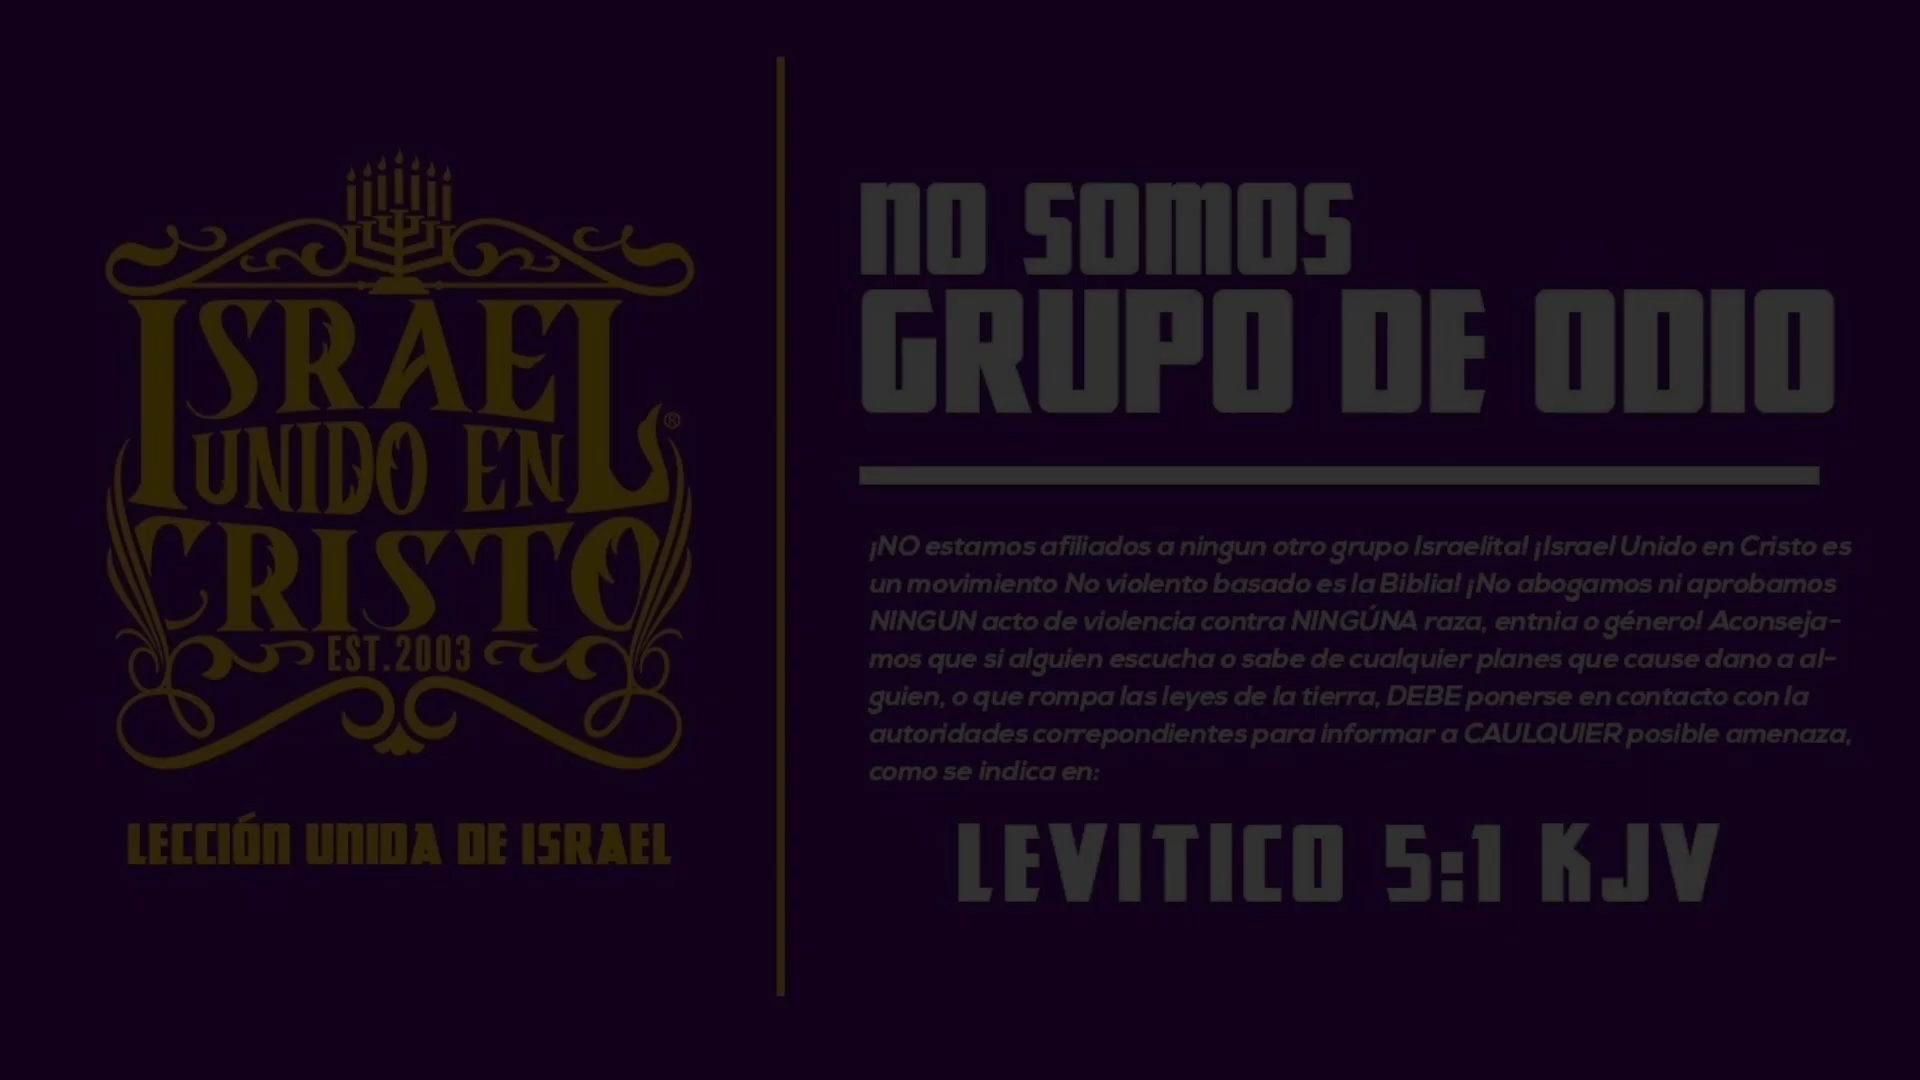 ISRAEL
UNIDO EN
CRISTO
®
EST.2003
LECCIÓN UNIDA DE ISRAEL
NO SOMOS
GRUPO DE ODIO
¡NO estamos afiliados a ningun otro grupo Israelita! ¡Israel Unido en Cristo es
un movimiento No violento basado es la Biblia! ¡No abogamos ni aprobamos
NINGUN acto de violencia contra NINGÚNA raza, entnia o género! Aconseja-
mos que si alguien escucha o sabe de cualquier planes que cause dano a al-
guien, o que rompa las leyes de la tierra, DEBE ponerse en contacto con la
autoridades correpondientes para informar a CAULQUIER posible amenaza,
como se indica en:
LEVITICO 5:1 KJV